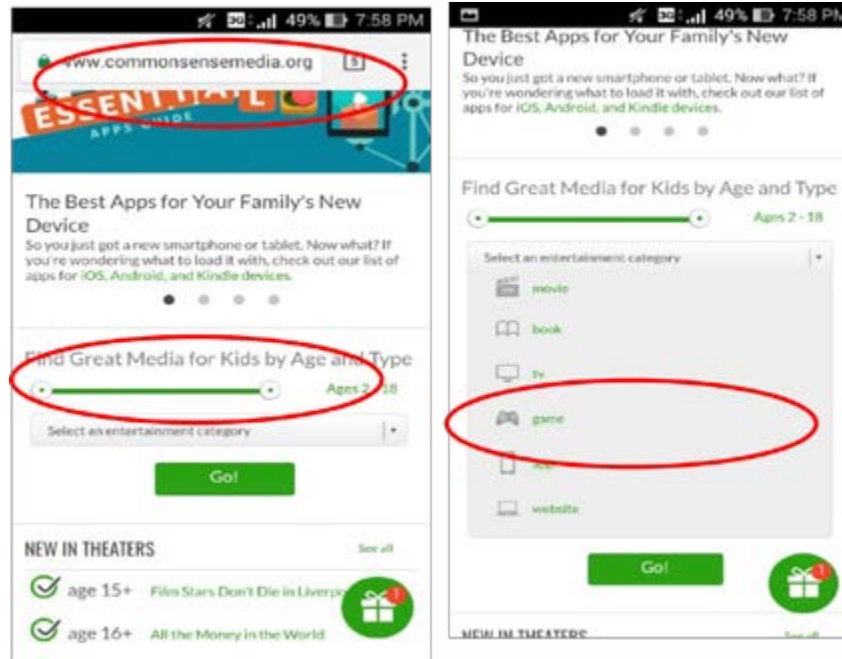 3G 49% 7:58 PM
www.commonsensemedia.org 5
ESSENTIAL
APPS GUIDE
The Best Apps for Your Family's New
Device
So you just got a new smartphone or tablet. Now what? If
you're wondering what to load it with, check out our list of
apps for iOS, Android, and Kindle devices.
Find Great Media for Kids by Age and Type
Ages 2 - 18
Select an entertainment category
Go!
NEW IN THEATERS See all
age 15+ Film Stars Don't Die in Liverpo
1
age 16+ All the Money in the World
3G 49% 7:58 PM
The Best Apps for Your Family's New
Device
So you just got a new smartphone or tablet. Now what? If
you're wondering what to load it with, check out our list of
apps for iOS, Android, and Kindle devices.
Find Great Media for Kids by Age and Type
Ages 2 - 18
Select an entertainment category
movie
book
tv
game
app
website
Go!
1
NEW IN THEATERS See all